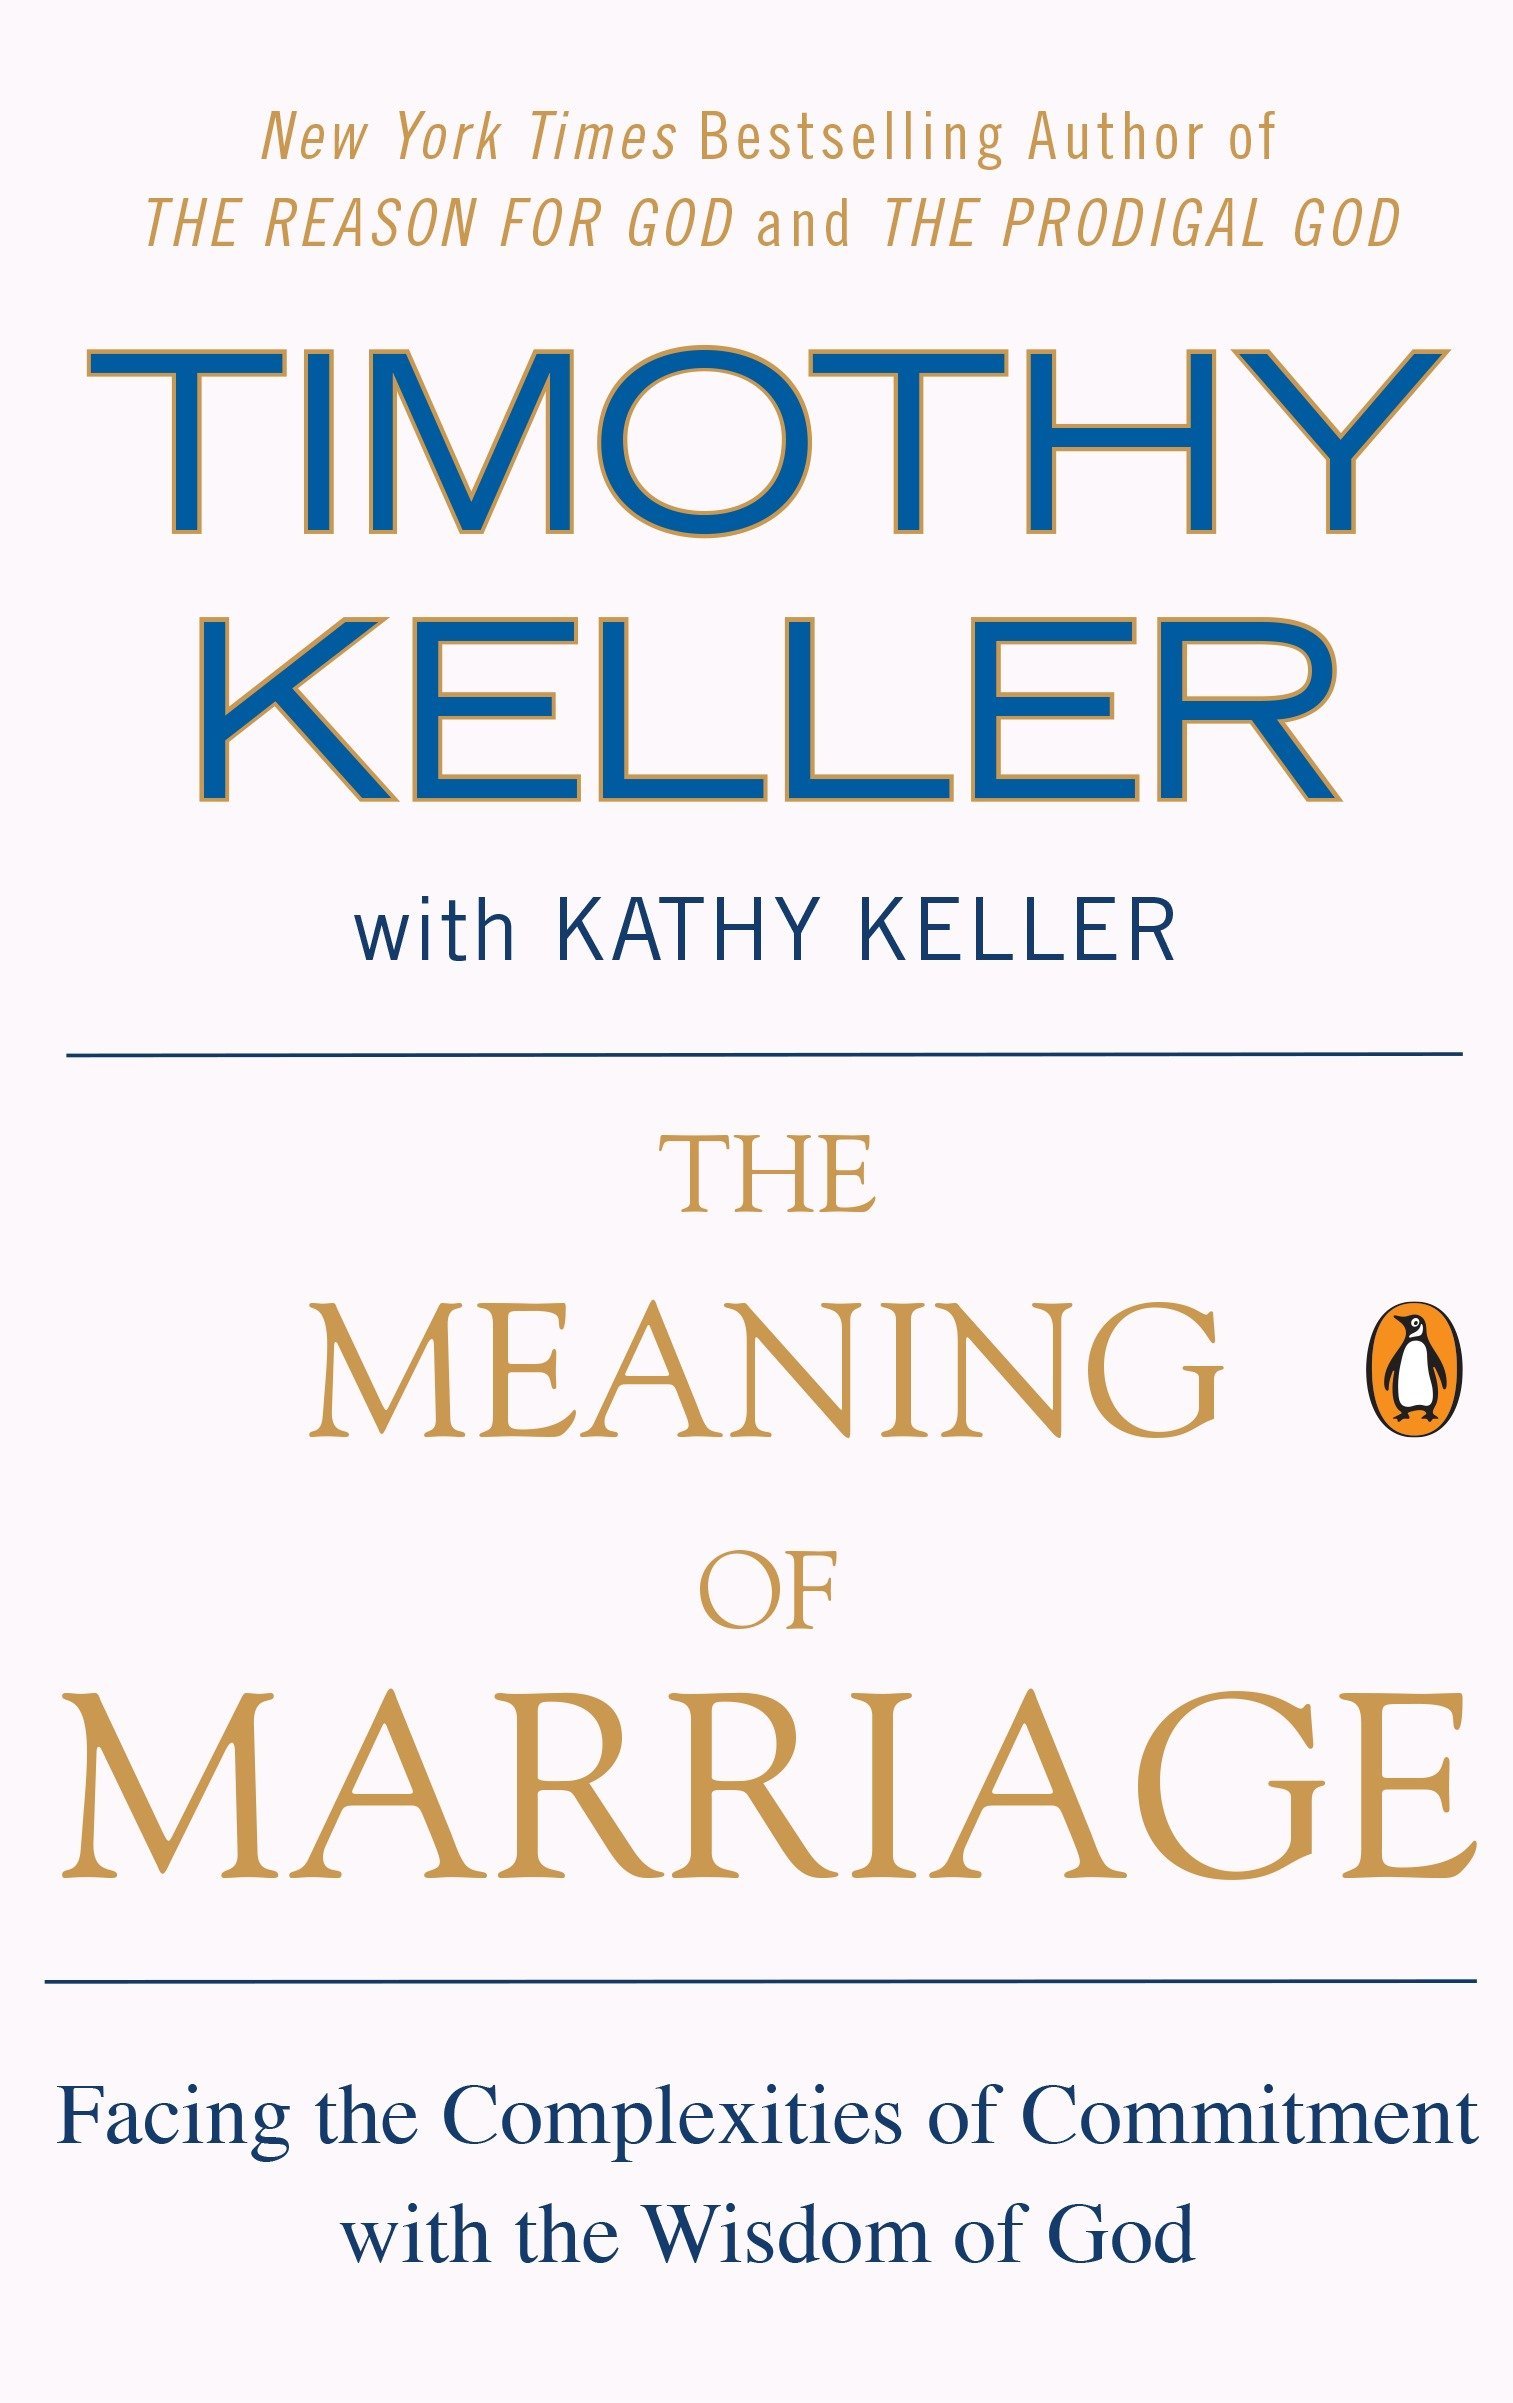 New York Times Bestselling Author of
THE REASON FOR GOD and THE PRODIGAL GOD
TIMOTHY
KELLER
with KATHY KELLER
THE
MEANING
OF
MARRIAGE
Facing the Complexities of Commitment
with the Wisdom of God